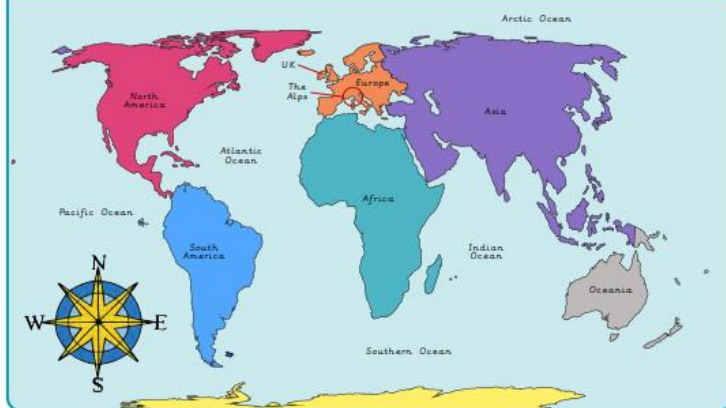 Arctic Ocean
UK
Europe
The
Alps
North
America
Asia
Atlantic
Ocean
Africa
Pacific Ocean
South
America
Indian
Ocean
Oceania
N
W
E
S
Southern Ocean